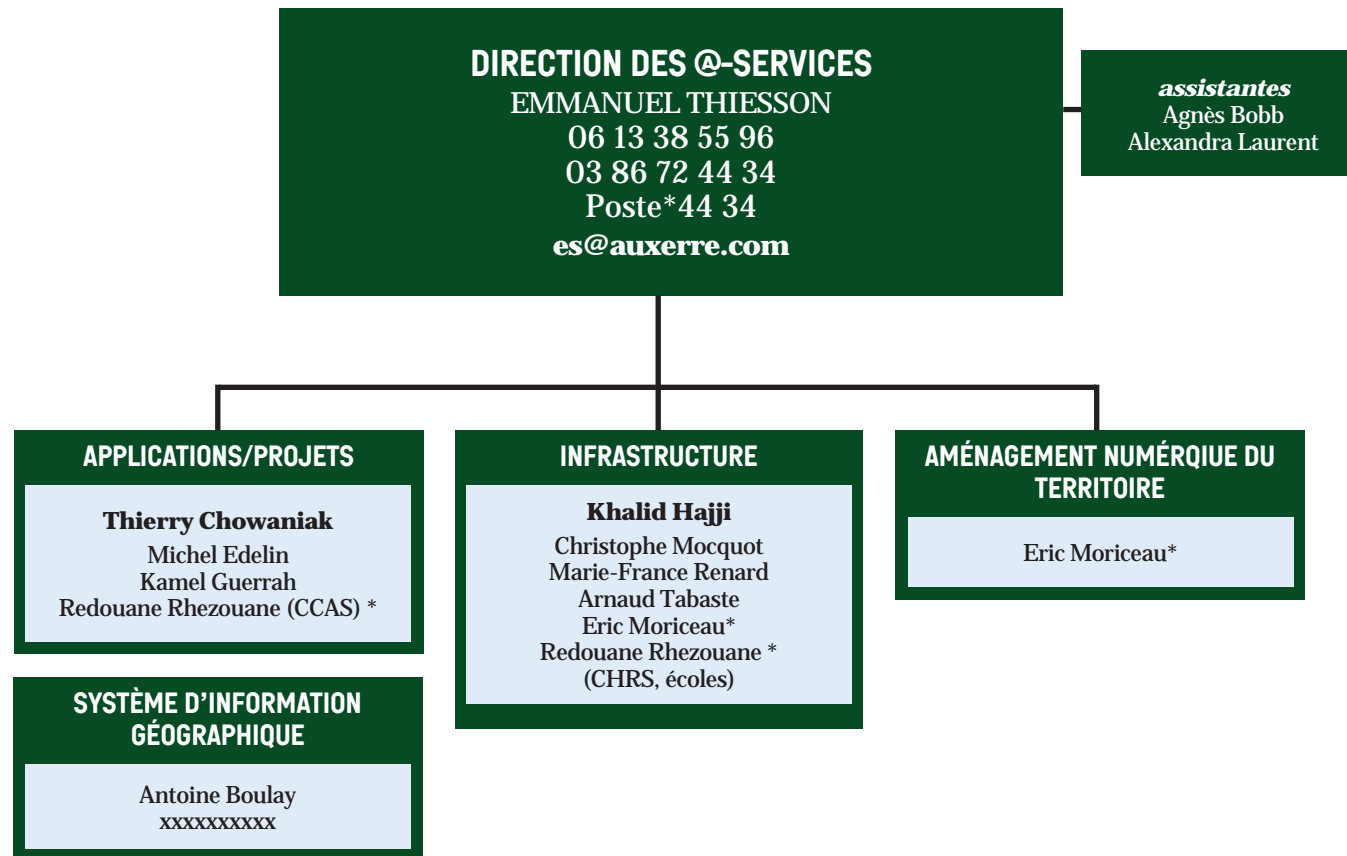 DIRECTION DES @-SERVICES
EMMANUEL THIESSON
06 13 38 55 96
03 86 72 44 34
Poste*44 34
es@auxerre.com
assistantes
Agnès Bobb
Alexandra Laurent
APPLICATIONS/PROJETS
Thierry Chowaniak
Michel Edelin
Kamel Guerrah
Redouane Rhezouane (CCAS) *
SYSTÈME D’INFORMATION
GÉOGRAPHIQUE
Antoine Boulay
xxxxxxxxxx
INFRASTRUCTURE
Khalid Hajji
Christophe Mocquot
Marie-France Renard
Arnaud Tabaste
Eric Moriceau*
Redouane Rhezouane *
(CHRS, écoles)
AMÉNAGEMENT NUMÉRQIUE DU
TERRITOIRE
Eric Moriceau*